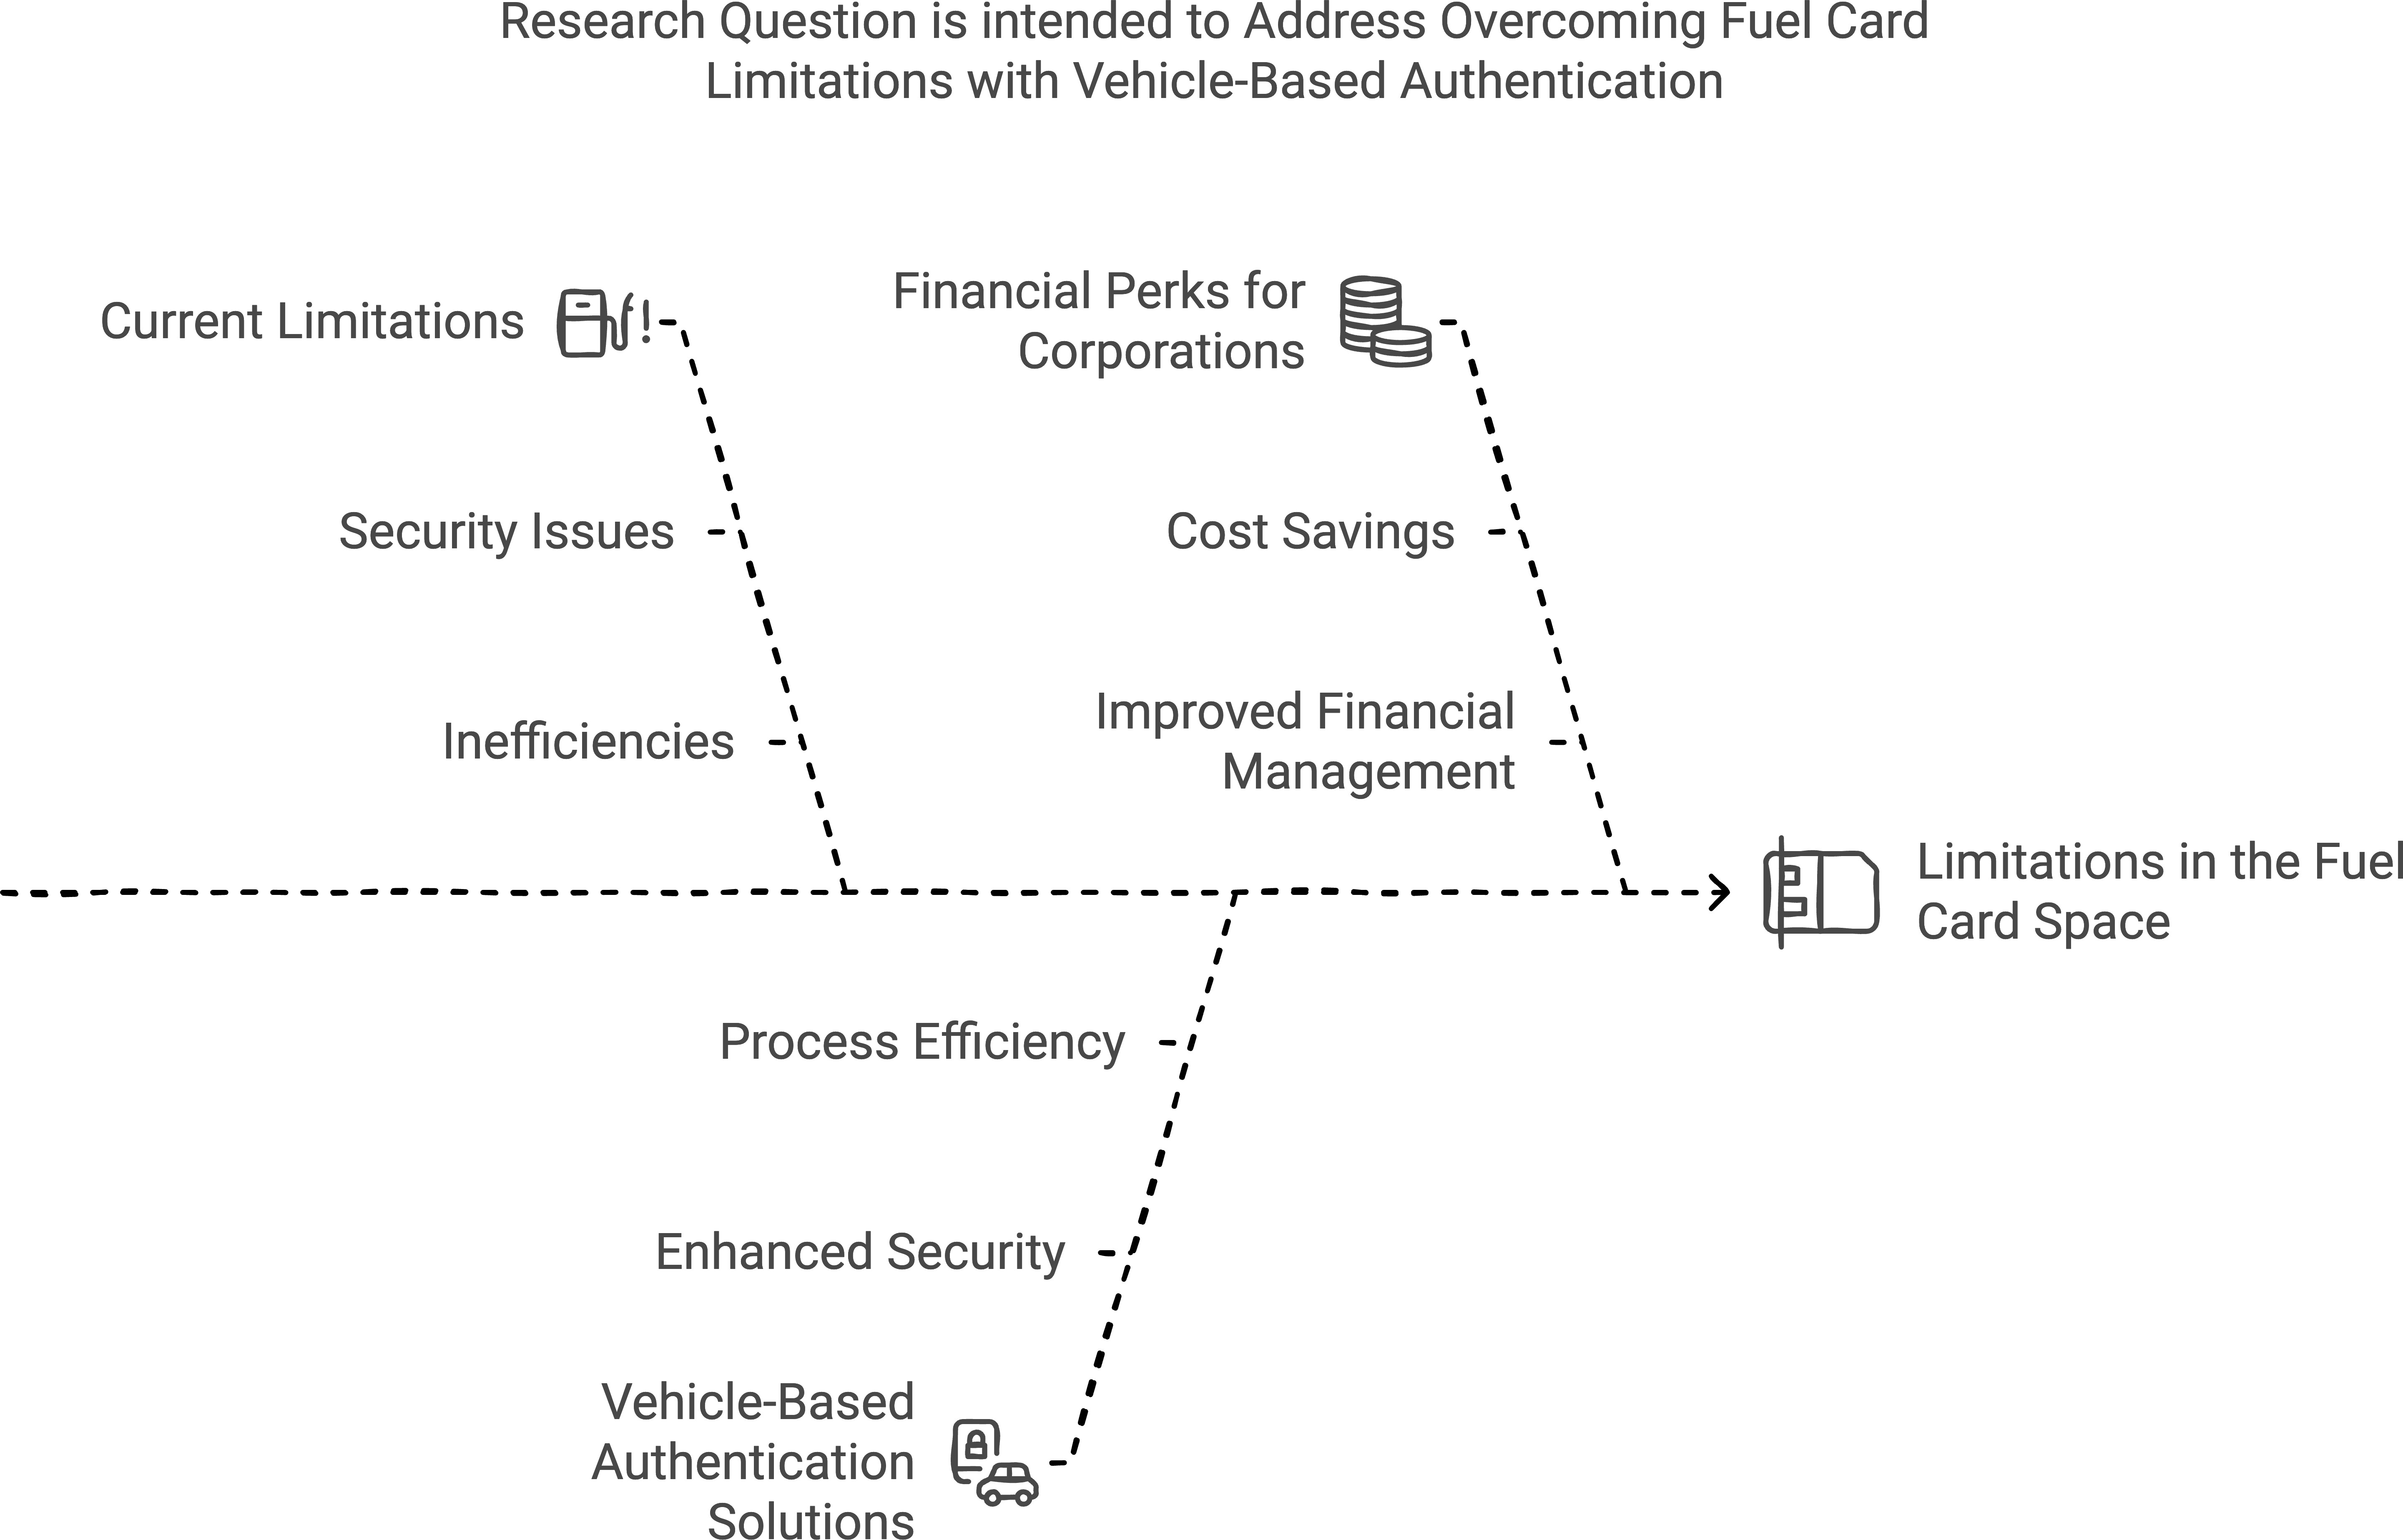 Research Question is intended to Address Overcoming Fuel Card
Limitations with Vehicle-Based Authentication
Current Limitations
Financial Perks for
Corporations
Security Issues
Cost Savings
Inefficiencies
Improved Financial
Management
Limitations in the Fuel
Card Space
Process Efficiency
Enhanced Security
Vehicle-Based
Authentication
Solutions